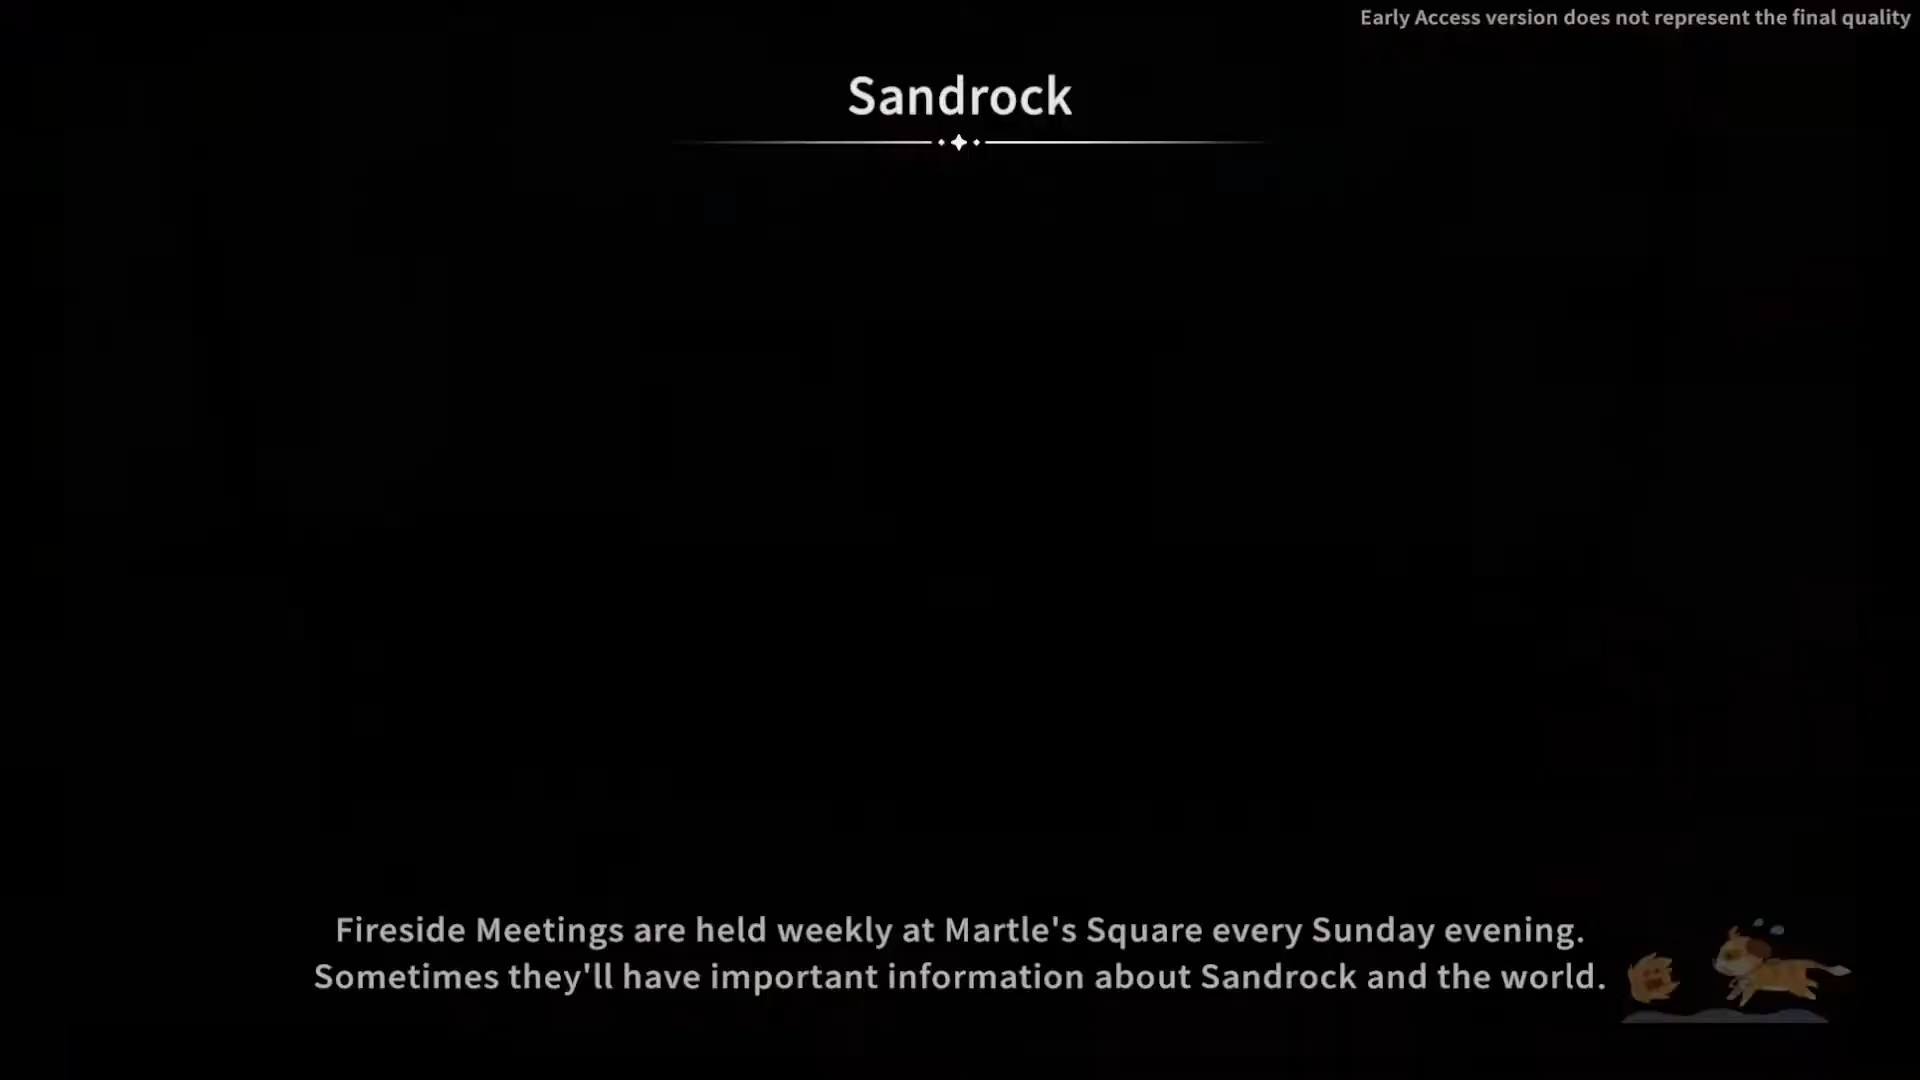 Early Access version does not represent the final quality
Sandrock
Fireside Meetings are held weekly at Martle's Square every Sunday evening.
Sometimes they'll have important information about Sandrock and the world.